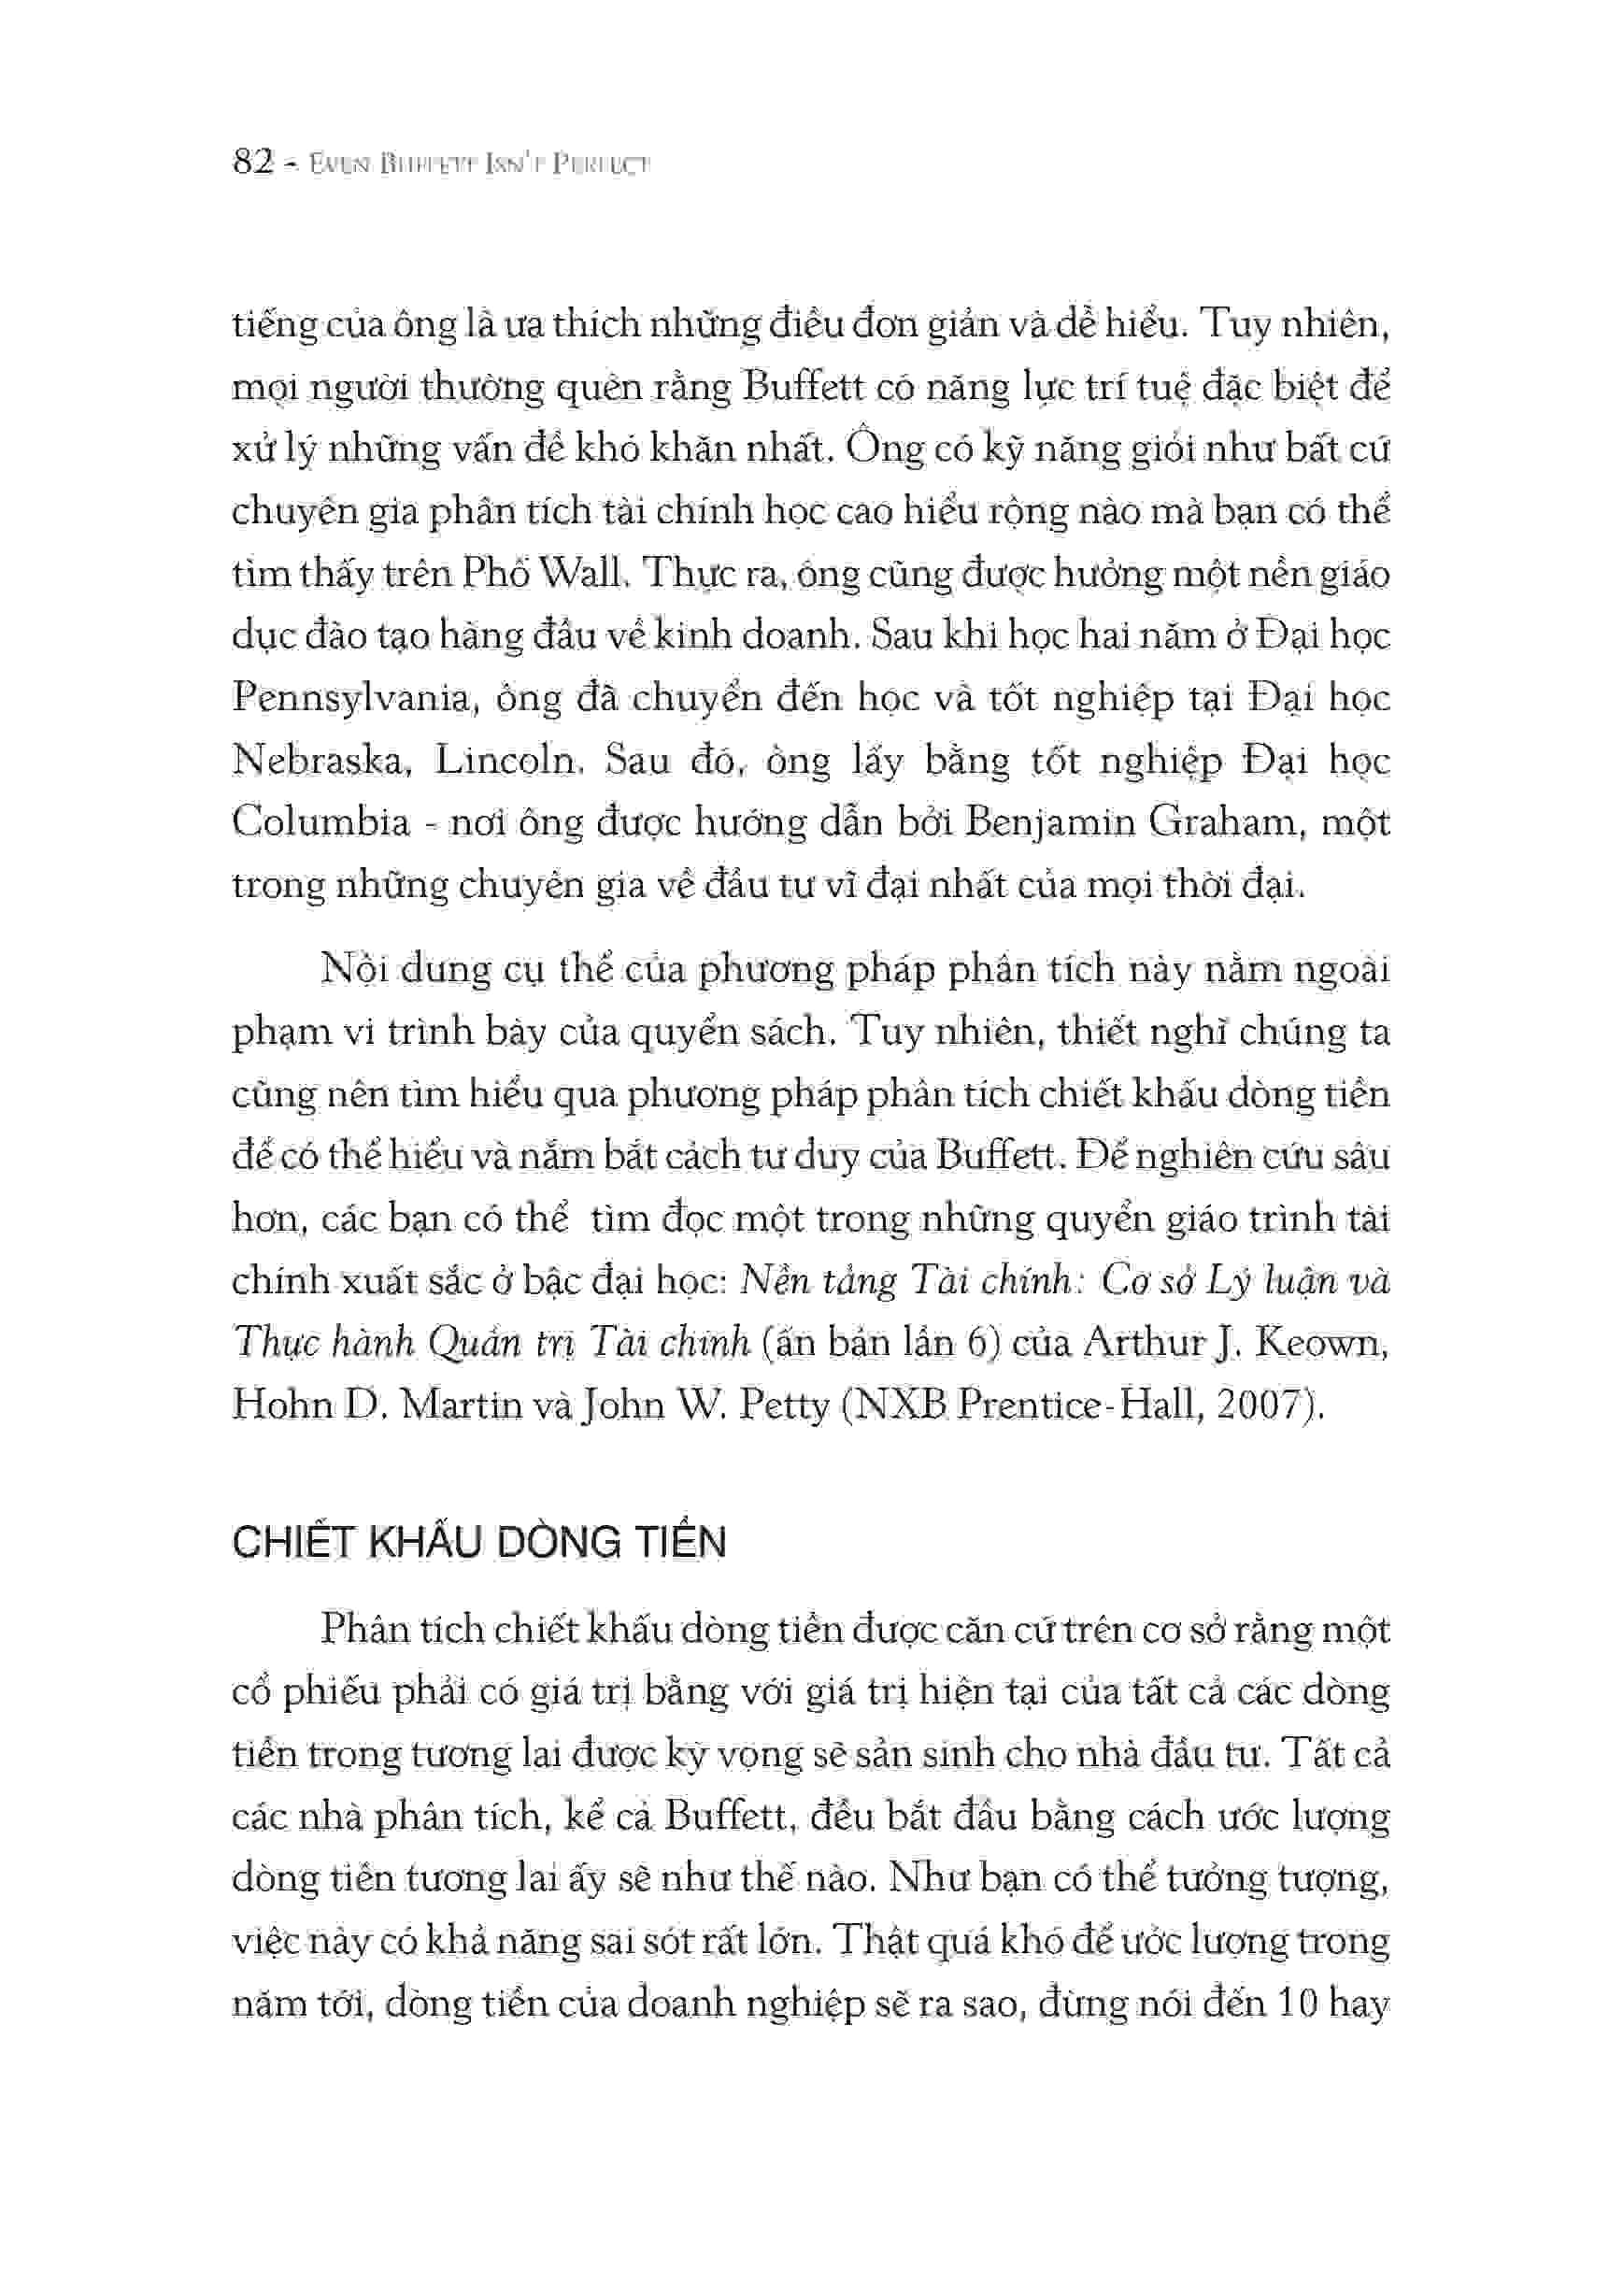 82 - Even Buffett Isn't Perfect
tiếng của ông là ưa thích những điều đơn giản và dễ hiểu. Tuy nhiên,
mọi người thường quên rằng Buffett có năng lực trí tuệ đặc biệt để
xử lý những vấn đề khó khăn nhất. Ông có kỹ năng giỏi như bất cứ
chuyên gia phân tích tài chính học cao hiểu rộng nào mà bạn có thể
tìm thấy trên Phố Wall. Thực ra, ông cũng được hưởng một nền giáo
dục đào tạo hàng đầu về kinh doanh. Sau khi học hai năm ở Đại học
Pennsylvania, ông đã chuyển đến học và tốt nghiệp tại Đại học
Nebraska, Lincoln. Sau đó, ông lấy bằng tốt nghiệp Đại học
Columbia - nơi ông được hướng dẫn bởi Benjamin Graham, một
trong những chuyên gia về đầu tư vĩ đại nhất của mọi thời đại.
Nội dung cụ thể của phương pháp phân tích này nằm ngoài
phạm vi trình bày của quyển sách. Tuy nhiên, thiết nghĩ chúng ta
cũng nên tìm hiểu qua phương pháp phân tích chiết khấu dòng tiền
để có thể hiểu và nắm bắt cách tư duy của Buffett. Để nghiên cứu sâu
hơn, các bạn có thể tìm đọc một trong những quyển giáo trình tài
chính xuất sắc ở bậc đại học: Nền tảng Tài chính: Cơ sở Lý luận và
Thực hành Quản trị Tài chính (ấn bản lần 6) của Arthur J. Keown,
Hohn D. Martin và John W. Petty (NXB Prentice-Hall, 2007).
CHIẾT KHẤU DÒNG TIỀN
Phân tích chiết khấu dòng tiền được căn cứ trên cơ sở rằng một
cổ phiếu phải có giá trị bằng với giá trị hiện tại của tất cả các dòng
tiền trong tương lai được kỳ vọng sẽ sản sinh cho nhà đầu tư. Tất cả
các nhà phân tích, kể cả Buffett, đều bắt đầu bằng cách ước lượng
dòng tiền tương lai ấy sẽ như thế nào. Như bạn có thể tưởng tượng,
việc này có khả năng sai sót rất lớn. Thật quá khó để ước lượng trong
năm tới, dòng tiền của doanh nghiệp sẽ ra sao, đừng nói đến 10 hay